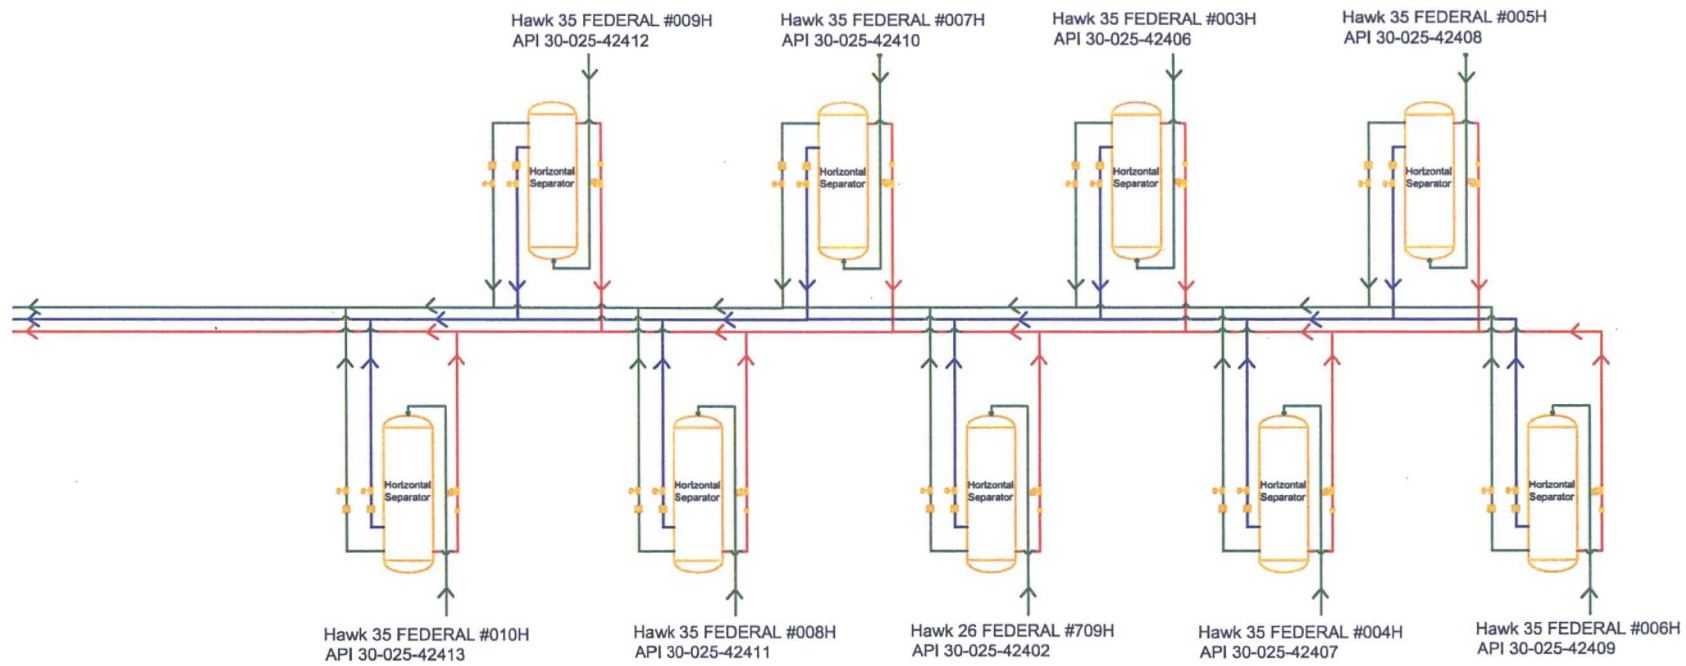 Hawk 35 FEDERAL #009H
API 30-025-42412
Hawk 35 FEDERAL #007H
API 30-025-42410
Hawk 35 FEDERAL #003H
API 30-025-42406
Hawk 35 FEDERAL #005H
API 30-025-42408
Horizontal
Separator
Horizontal
Separator
Horizontal
Separator
Horizontal
Separator
Horizontal
Separator
Horizontal
Separator
Horizontal
Separator
Horizontal
Separator
Horizontal
Separator
Hawk 35 FEDERAL #010H
API 30-025-42413
Hawk 35 FEDERAL #008H
API 30-025-42411
Hawk 26 FEDERAL #709H
API 30-025-42402
Hawk 35 FEDERAL #004H
API 30-025-42407
Hawk 35 FEDERAL #006H
API 30-025-42409